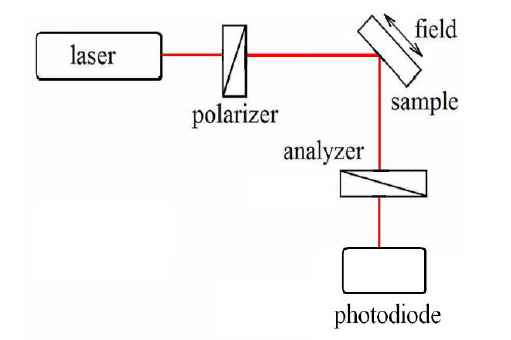 laser
field
polarizer
sample
analyzer
photodiode